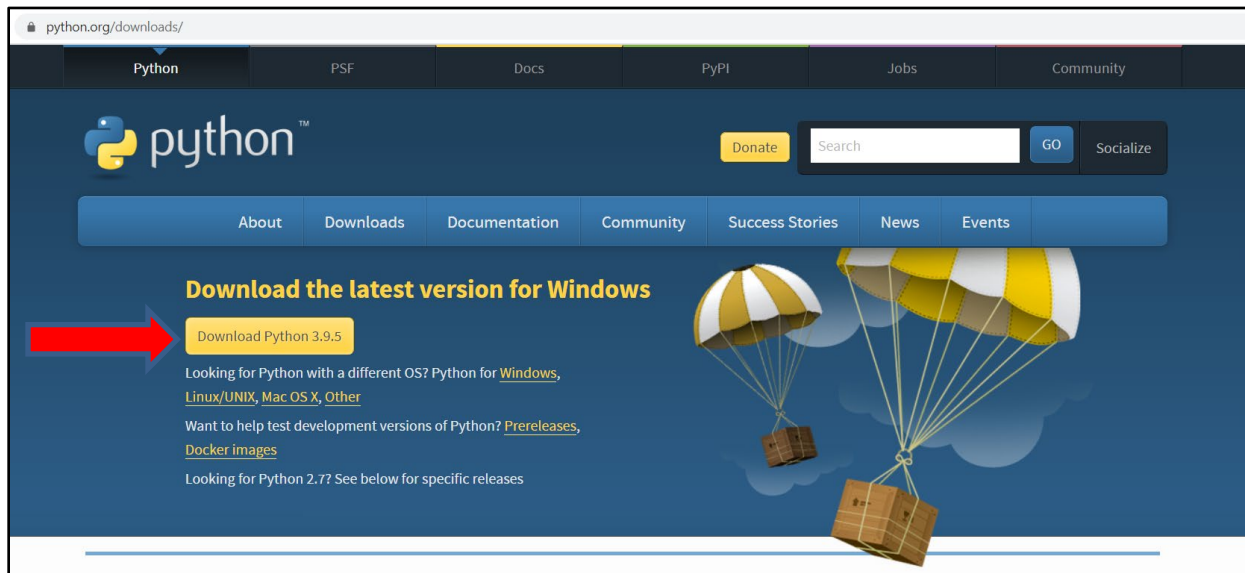 python.org/downloads/
Python PSF Docs PyPI Jobs Community
python™
Donate Search GO Socialize
About Downloads Documentation Community Success Stories News Events
Download the latest version for Windows
Download Python 3.9.5
Looking for Python with a different OS? Python for Windows,
Linux/UNIX, Mac OS X, Other
Want to help test development versions of Python? Prereleases,
Docker images
Looking for Python 2.7? See below for specific releases